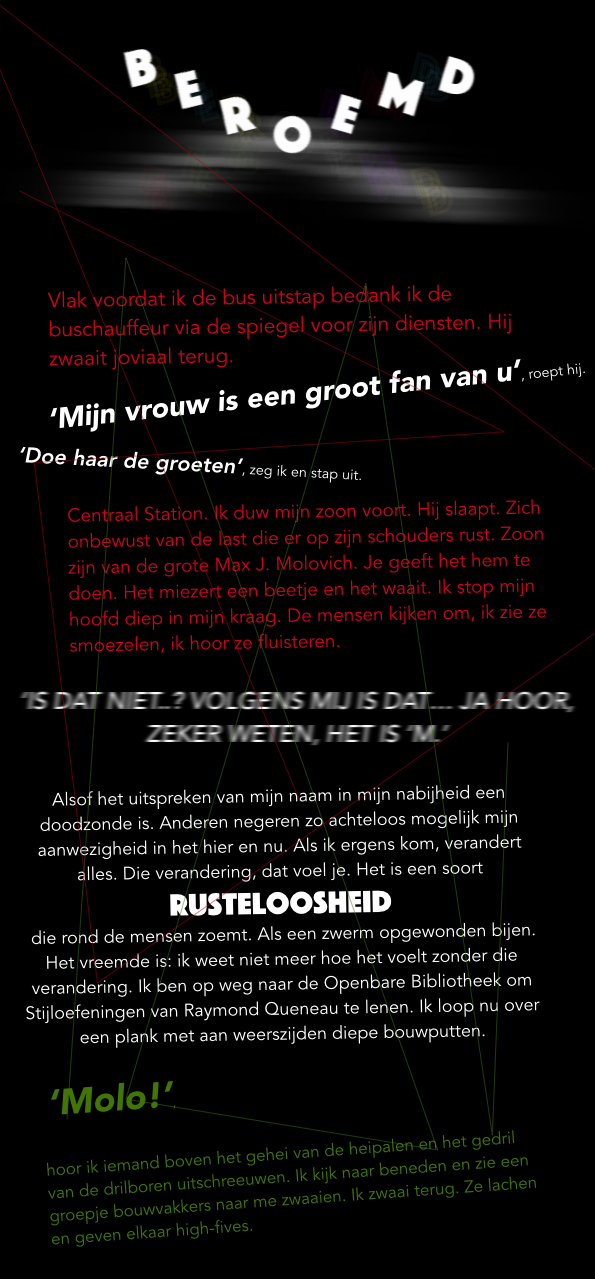 BEROEMD
Vlak voordat ik de bus uitstap bedank ik de
buschauffeur via de spiegel voor zijn diensten. Hij
zwaait joviaal terug.
‘Mijn vrouw is een groot fan van u’, roept hij.
‘Doe haar de groeten’, zeg ik en stap uit.
Centraal Station. Ik duw mijn zoon voort. Hij slaapt. Zich
onbewust van de last die er op zijn schouders rust. Zoon
zijn van de grote Max J. Molovich. Je geeft het hem te
doen. Het miezert een beetje en het waait. Ik stop mijn
hoofd diep in mijn kraag. De mensen kijken om, ik zie ze
smoezelen, ik hoor ze fluisteren.
“IS DAT NIET..? VOLGENS MIJ IS DAT... JA HOOR,
ZEKER WETEN, HET IS “M.”
Alsof het uitspreken van mijn naam in mijn nabijheid een
doodzonde is. Anderen negeren zo achteloos mogelijk mijn
aanwezigheid in het hier en nu. Als ik ergens kom, verandert
alles. Die verandering, dat voel je. Het is een soort
RUSTELOOSHEID
die rond de mensen zoemt. Als een zwerm opgewonden bijen.
Het vreemde is: ik weet niet meer hoe het voelt zonder die
verandering. Ik ben op weg naar de Openbare Bibliotheek om
Stijloefeningen van Raymond Queneau te lenen. Ik loop nu over
een plank met aan weerszijden diepe bouwputten.
‘Molo!’,
hoor ik iemand boven het gehei van de heipalen en het gedril
van de drilboren uitschreeuwen. Ik kijk naar beneden en zie een
groepje bouwvakkers naar me zwaaien. Ik zwaai terug. Ze lachen
en geven elkaar high-fives.